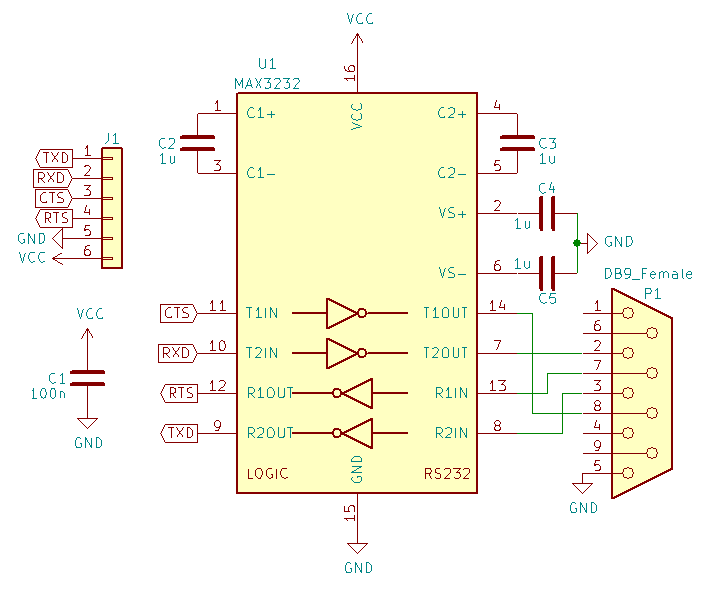 VCC
U1
MAX3232
16
VCC
1 C1+
C2+ 4
C2
1u
C3
1u
3 C1-
C2- 5
J1
TXD 1
RXD 2
CTS 3
RTS 4
GND 5
VCC 6
C4
VS+ 2
1u
GND
VS- 6
1u
C5
DB9_Female
P1
VCC
C1
100n
GND
CTS 11 T1IN
T1OUT 14
RXD 10 T2IN
T2OUT 7
RTS 12 R1OUT
R1IN 13
TXD 9 R2OUT
R2IN 8
GND
LOGIC
RS232
15
GND
1
6
2
7
3
8
4
9
5
GND